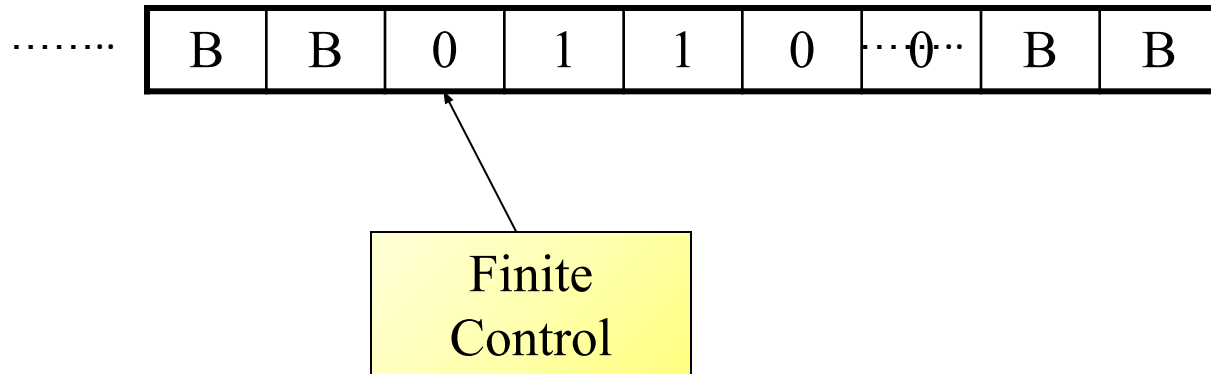 ........ B B 0 1 1 0 0 ........ B B
Finite
Control